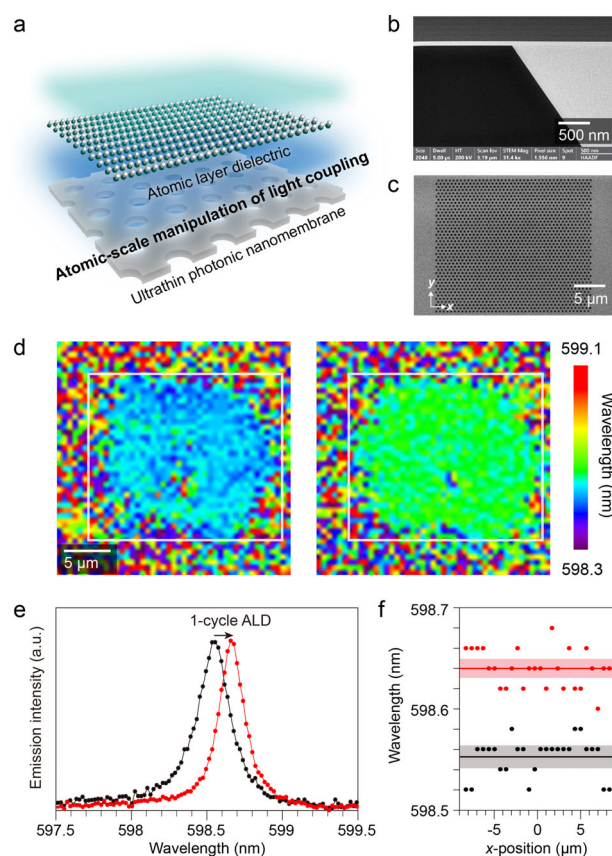 a
Atomic layer dielectric
Atomic-scale manipulation of light coupling
Ultrathin photonic nanomembrane
b
500 nm
Size Dwell HT Scan fov STEM Mag Pixel size Spot 500 nm
2048 5.00 µs 200 kV 3.19 µm 31.4 kx 1.556 nm 9 HAADF
c
y
x
5 µm
d
5 µm
599.1
Wavelength (nm)
598.3
e
1-cycle ALD
Emission intensity (a.u.)
597.5 598 598.5 599 599.5
Wavelength (nm)
f
598.7
598.6
598.5
Wavelength (nm)
-5 0 5
x-position (µm)